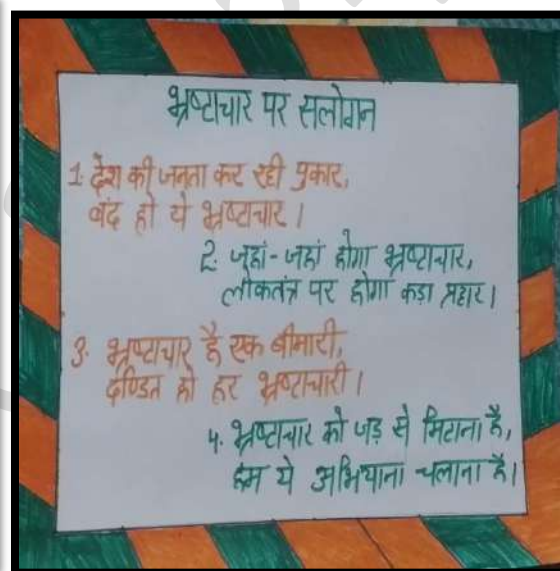 भ्रष्टाचार पर सलोगन
1. देश की जनता कर रही पुकार,
बंद हो ये भ्रष्टाचार।
2. जहां-जहां होगा भ्रष्टाचार,
लोकतंत्र पर होगा कड़ा प्रहार।
3. भ्रष्टाचार है एक बीमारी,
दण्डित हो हर भ्रष्टाचारी।
4. भ्रष्टाचार को जड़ से मिटाना है,
हम ये अभियाना चलाना है।